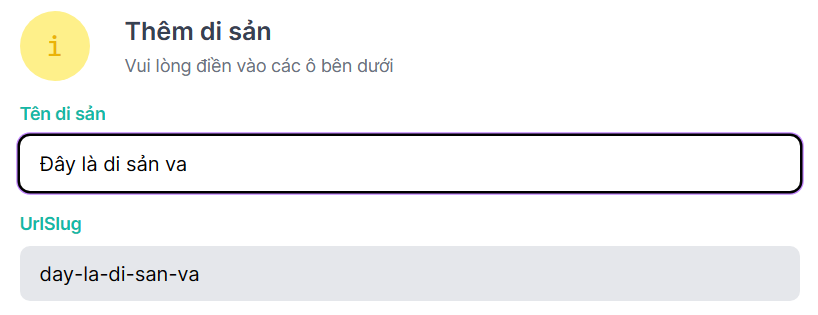 i
Thêm di sản
Vui lòng điền vào các ô bên dưới
Tên di sản
Đây là di sản va
UrlSlug
day-la-di-san-va